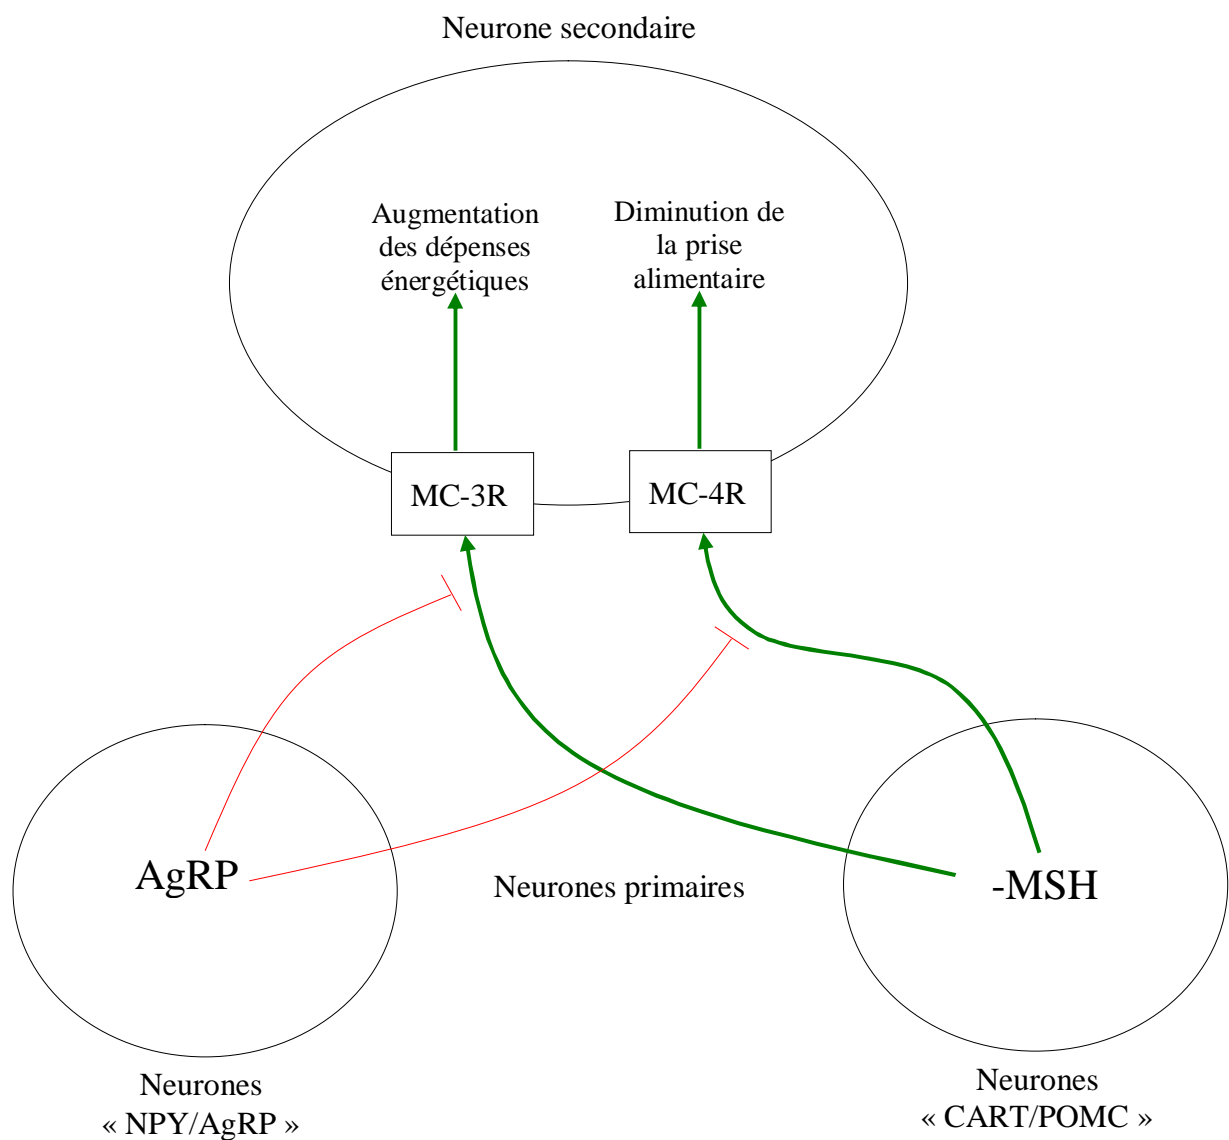 Neurone secondaire
Augmentation
des dépenses
énergétiques
Diminution de
la prise
alimentaire
MC-3R
MC-4R
AgRP
Neurones primaires
-MSH
Neurones
« NPY/AgRP »
Neurones
« CART/POMC »